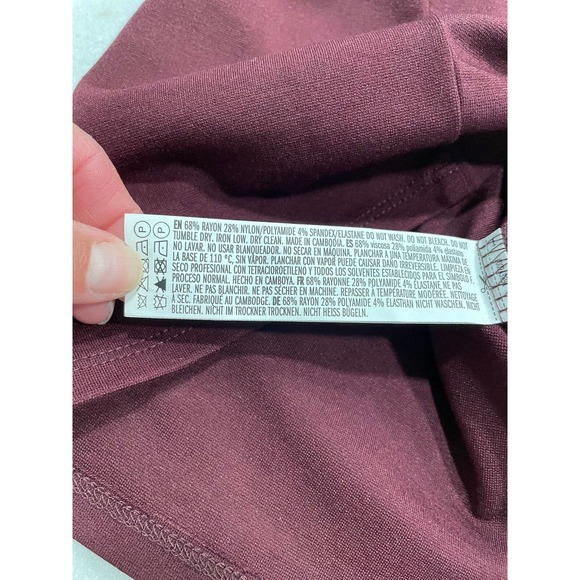 EN 68% RAYON 28% NYLON/POLYAMIDE 4% SPANDEX/ELASTANE DO NOT WASH. DO NOT BLEACH. DO NOT
TUMBLE DRY. IRON LOW. DRY CLEAN. MADE IN CAMBODIA. ES 68% viscosa 28% poliamida 4% elastano
NO LAVAR. NO USAR BLANQUEADOR. NO SECAR EN MAQUINA. PLANCHAR A UNA TEMPERATURA MAXIMA DE
LA BASE DE 110 °C, SIN VAPOR. PLANCHAR CON VAPOR PUEDE CAUSAR DAÑO IRREVERSIBLE. LIMPIEZA EN
SECO PROFESIONAL CON TETRACLOROETILENO Y TODOS LOS SOLVENTES ESTABLECIDOS PARA EL SIMBOLO F.
PROCESO NORMAL. HECHO EN CAMBOYA. FR 68% RAYONNE 28% POLYAMIDE 4% ELASTANE. NE PAS
LAVER. NE PAS BLANCHIR. NE PAS SÉCHER EN MACHINE. REPASSER À TEMPÉRATURE MODÉRÉE. NETTOYAGE
À SEC. FABRIQUÉ AU CAMBODGE. DE 68% RAYON 28% POLYAMIDE 4% ELASTHAN NICHT WASCHEN. NICHT
BLEICHEN. NICHT IM TROCKNER TROCKNEN. NICHT HEISS BÜGELN.